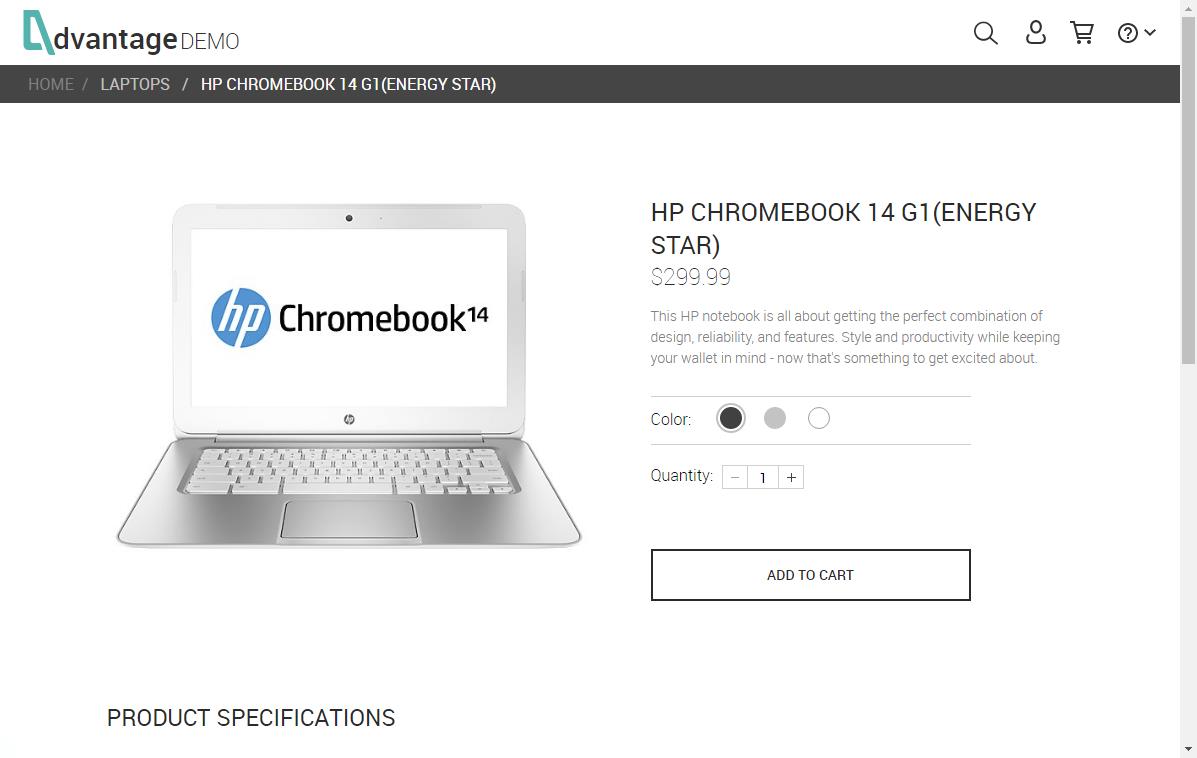 dvantage DEMO
HOME / LAPTOPS / HP CHROMEBOOK 14 G1(ENERGY STAR)
hp Chromebook14
hp
HP CHROMEBOOK 14 G1(ENERGY
STAR)
$299.99
This HP notebook is all about getting the perfect combination of
design, reliability, and features. Style and productivity while keeping
your wallet in mind - now that's something to get excited about.
Color:
Quantity: − 1 +
ADD TO CART
PRODUCT SPECIFICATIONS